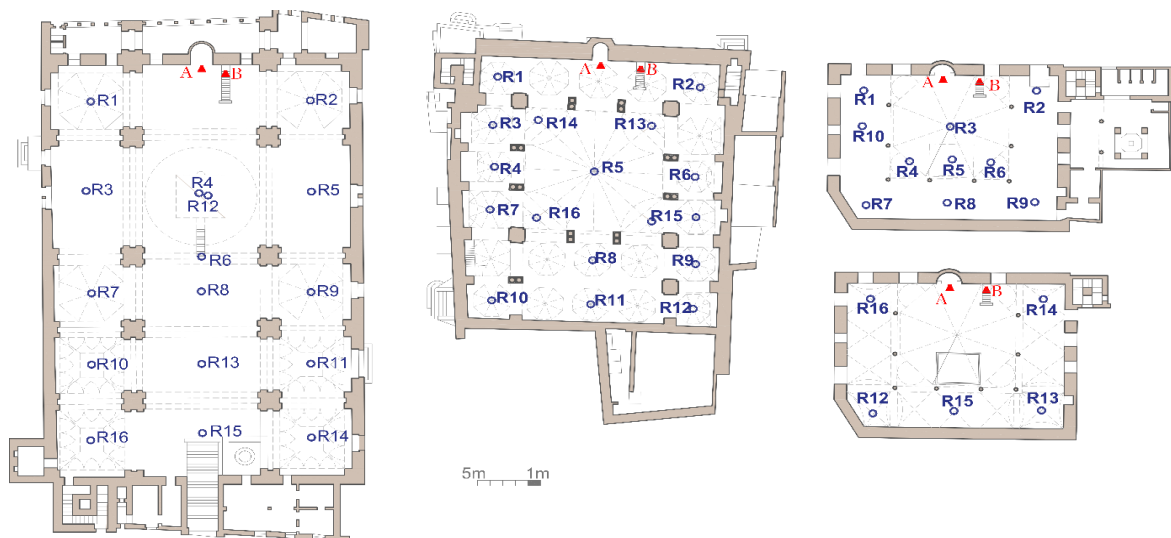 A B
R1 R2
R3 R4 R5
R12
R6
R7 R8 R9
R10 R13 R11
R16 R15 R14
R1 A B R2
R3 R14 R13
R4 R5 R6
R7 R16 R15
R8 R9
R10 R11 R12
5m 1m
A B
R1 R2
R10 R3
R4 R5 R6
R7 R8 R9
A B
R16 R14
R12 R15 R13